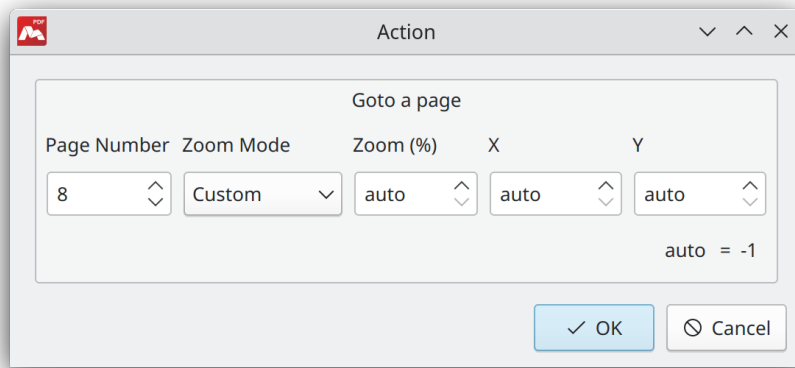 PDF
Action
Goto a page
Page Number Zoom Mode Zoom (%) X Y
8 Custom auto auto auto
auto = -1
OK Cancel